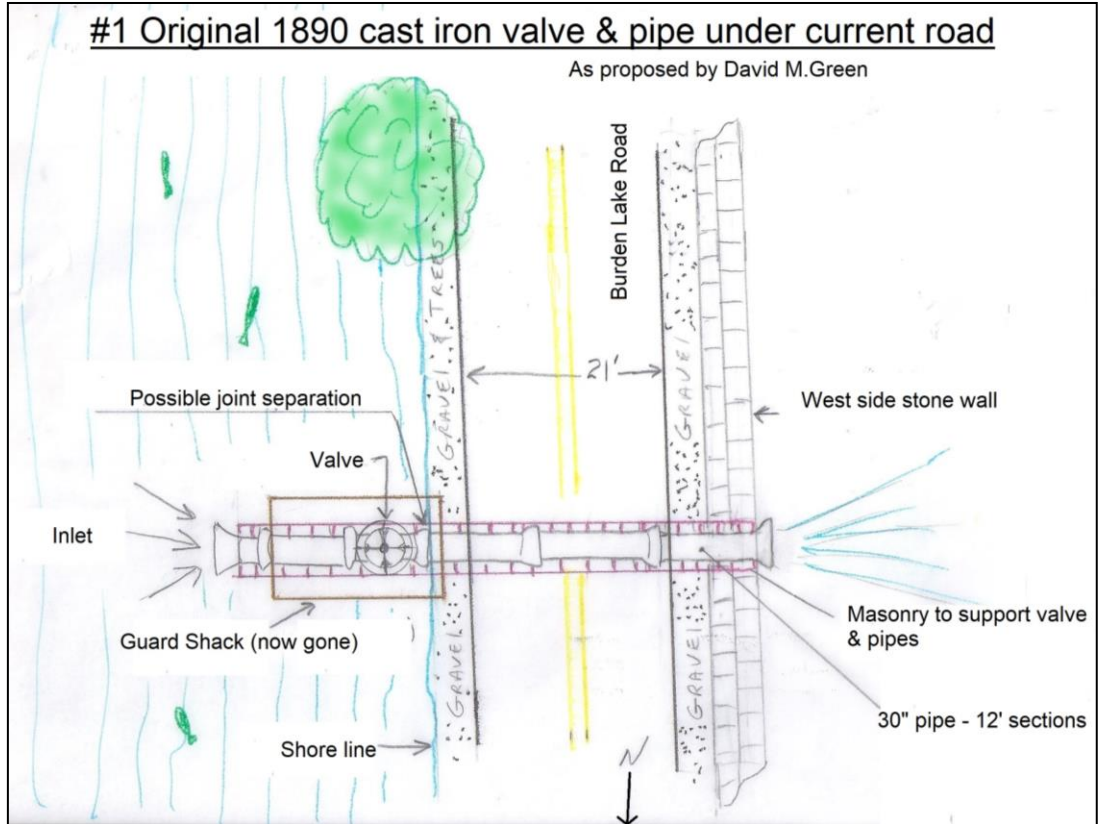 #1 Original 1890 cast iron valve & pipe under current road
As proposed by David M.Green
Burden Lake Road
GRAVEL & TREES
GRAVEL
21'
Possible joint separation
West side stone wall
Valve
Inlet
Guard Shack (now gone)
GRAVEL
GRAVEL
Masonry to support valve
& pipes
30" pipe - 12' sections
Shore line
N